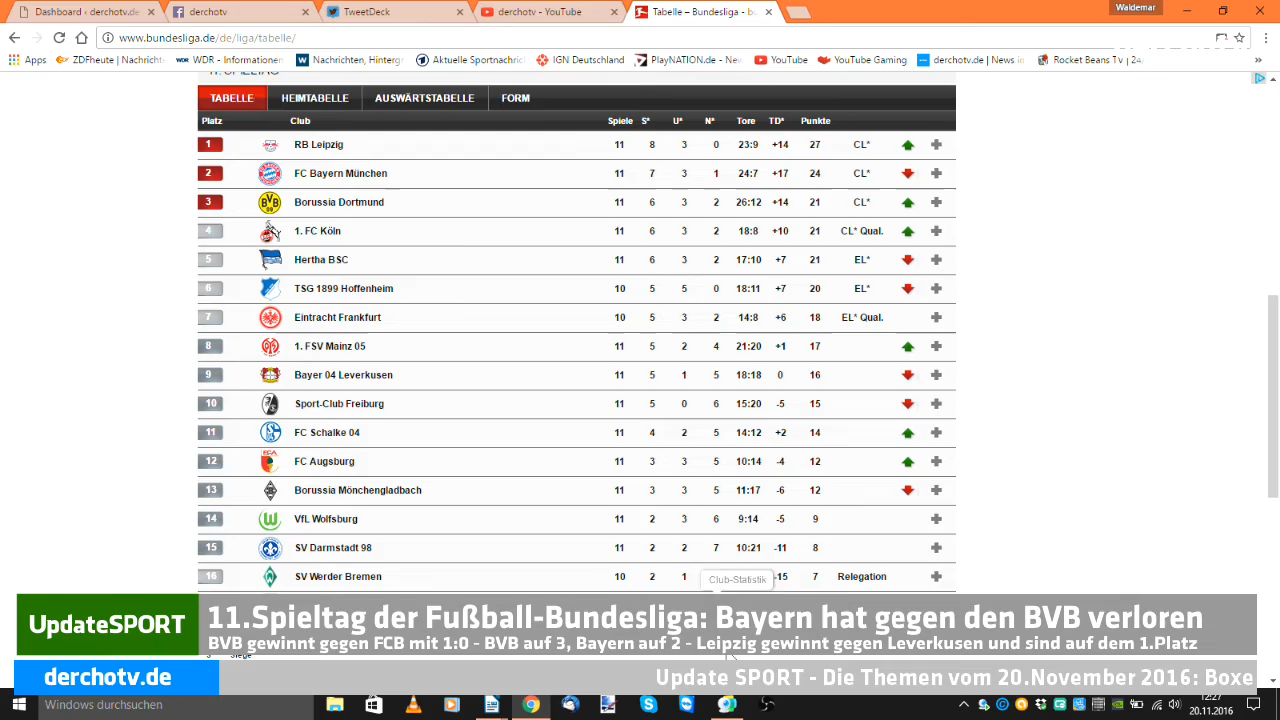 Dashboard ‹ derchotv.de
derchotv
TweetDeck
derchotv - YouTube
Tabelle – Bundesliga - b
Waldemar
www.bundesliga.de/de/liga/tabelle/
Apps
ZDFheute | Nachricht
WDR - Informationen
Nachrichten, Hinterg
Aktuelle Sportnachric
IGN Deutschland
PlayNATION.de - Ne
YouTube
YouTube Gaming
derchotv.de | News i
Rocket Beans Tv | 24
11. SPIELTAG
TABELLE HEIMTABELLE AUSWÄRTSTABELLE FORM
Platz Club Spiele S* U* N* Tore TD* Punkte
1 RB Leipzig 11 8 3 0 23:9 +14 27 CL*
2 FC Bayern München 11 7 3 1 24:7 +17 24 CL*
3 Borussia Dortmund 11 6 3 2 26:12 +14 21 CL*
4 1. FC Köln 11 6 3 2 18:8 +10 21 CL* Qual.
5 Hertha BSC 11 6 3 2 17:10 +7 21 EL*
6 TSG 1899 Hoffenheim 10 5 5 0 18:11 +7 20 EL*
7 Eintracht Frankfurt 10 5 3 2 14:8 +6 18 EL* Qual.
8 1. FSV Mainz 05 11 5 2 4 21:20 +1 17
9 Bayer 04 Leverkusen 11 5 1 5 18:18 0 16
10 Sport-Club Freiburg 11 5 0 6 15:20 -5 15
11 FC Schalke 04 11 4 2 5 14:12 +2 14
12 FC Augsburg 11 3 3 5 10:14 -4 12
13 Borussia Mönchengladbach 11 3 3 5 11:17 -6 12
14 VfL Wolfsburg 11 2 3 6 9:14 -5 9
15 SV Darmstadt 98 11 2 2 7 10:21 -11 8
16 SV Werder Bremen 10 2 1 -15 7 Relegation
Club-Statistik
UpdateSPORT
11.Spieltag der Fußball-Bundesliga: Bayern hat gegen den BVB verloren
BVB gewinnt gegen FCB mit 1:0 - BVB auf 3, Bayern auf 2 - Leipzig gewinnt gegen Leverkusen und sind auf dem 1.Platz
derchotv.de
Update SPORT - Die Themen vom 20.November 2016: Boxe
Windows durchsuchen
12:27
20.11.2016